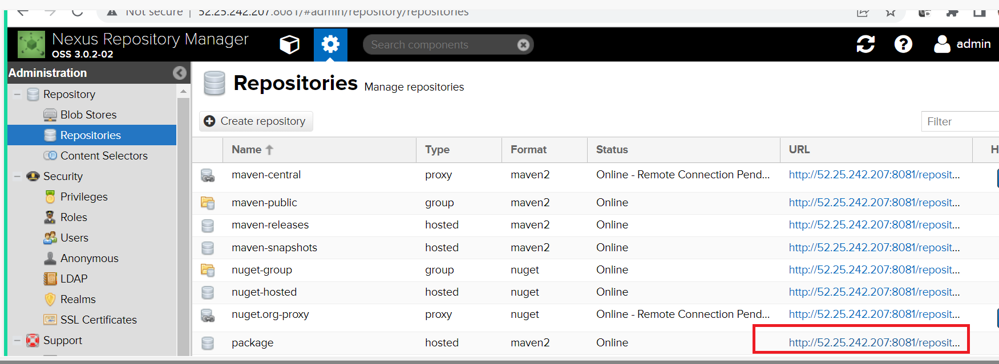 Not secure | 52.25.242.207:8081/#admin/repository/repositories
Nexus Repository Manager
OSS 3.0.2-02
Search components
admin
Administration
Repository
Blob Stores
Repositories
Content Selectors
Security
Privileges
Roles
Users
Anonymous
LDAP
Realms
SSL Certificates
Support
Repositories Manage repositories
Create repository
Filter
Name Type Format Status URL H
maven-central proxy maven2 Online - Remote Connection Pend... http://52.25.242.207:8081/reposit...
maven-public group maven2 Online http://52.25.242.207:8081/reposit...
maven-releases hosted maven2 Online http://52.25.242.207:8081/reposit...
maven-snapshots hosted maven2 Online http://52.25.242.207:8081/reposit...
nuget-group group nuget Online http://52.25.242.207:8081/reposit...
nuget-hosted hosted nuget Online http://52.25.242.207:8081/reposit...
nuget.org-proxy proxy nuget Online - Remote Connection Pend... http://52.25.242.207:8081/reposit...
package hosted maven2 Online http://52.25.242.207:8081/reposit...